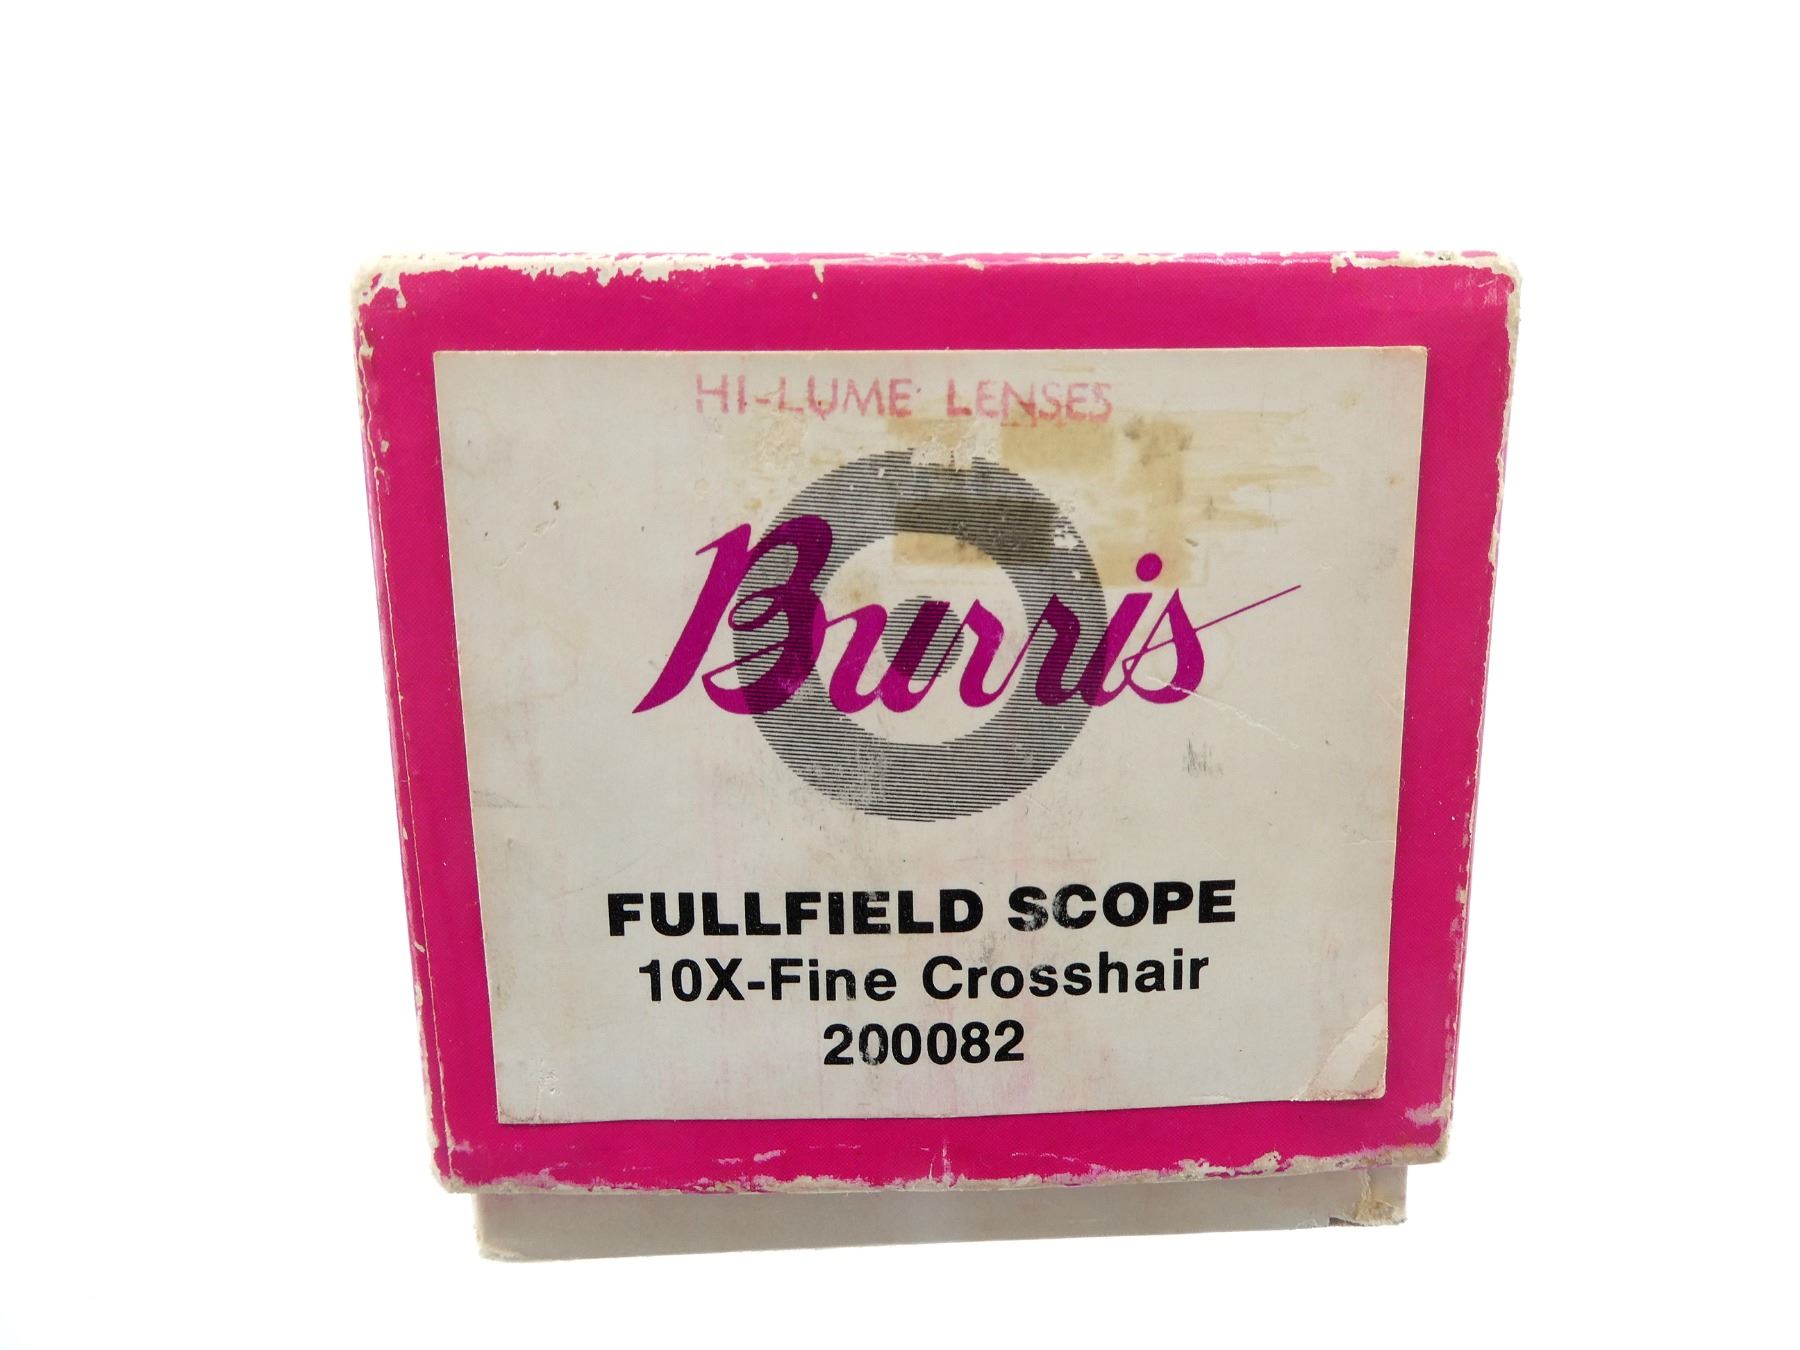 HI-LUME LENSES
Burris
FULLFIELD SCOPE
10X-Fine Crosshair
200082